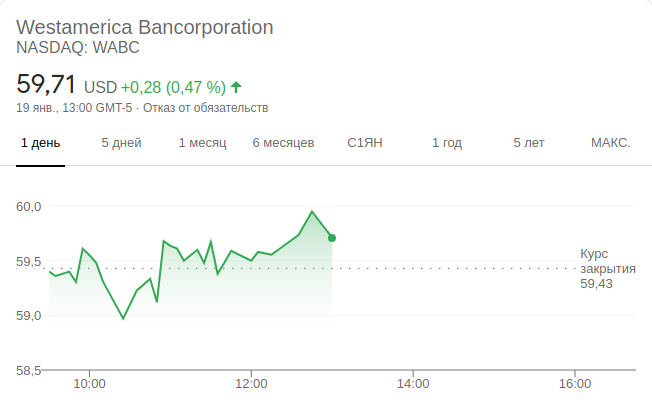 Westamerica Bancorporation
NASDAQ: WABC
59,71 USD +0,28 (0,47 %)
19 янв., 13:00 GMT-5 · Отказ от обязательств
1 день 5 дней 1 месяц 6 месяцев С1ЯН 1 год 5 лет МАКС.
60,0
59,5
59,0
58,5
Курс
закрытия
59,43
10:00 12:00 14:00 16:00